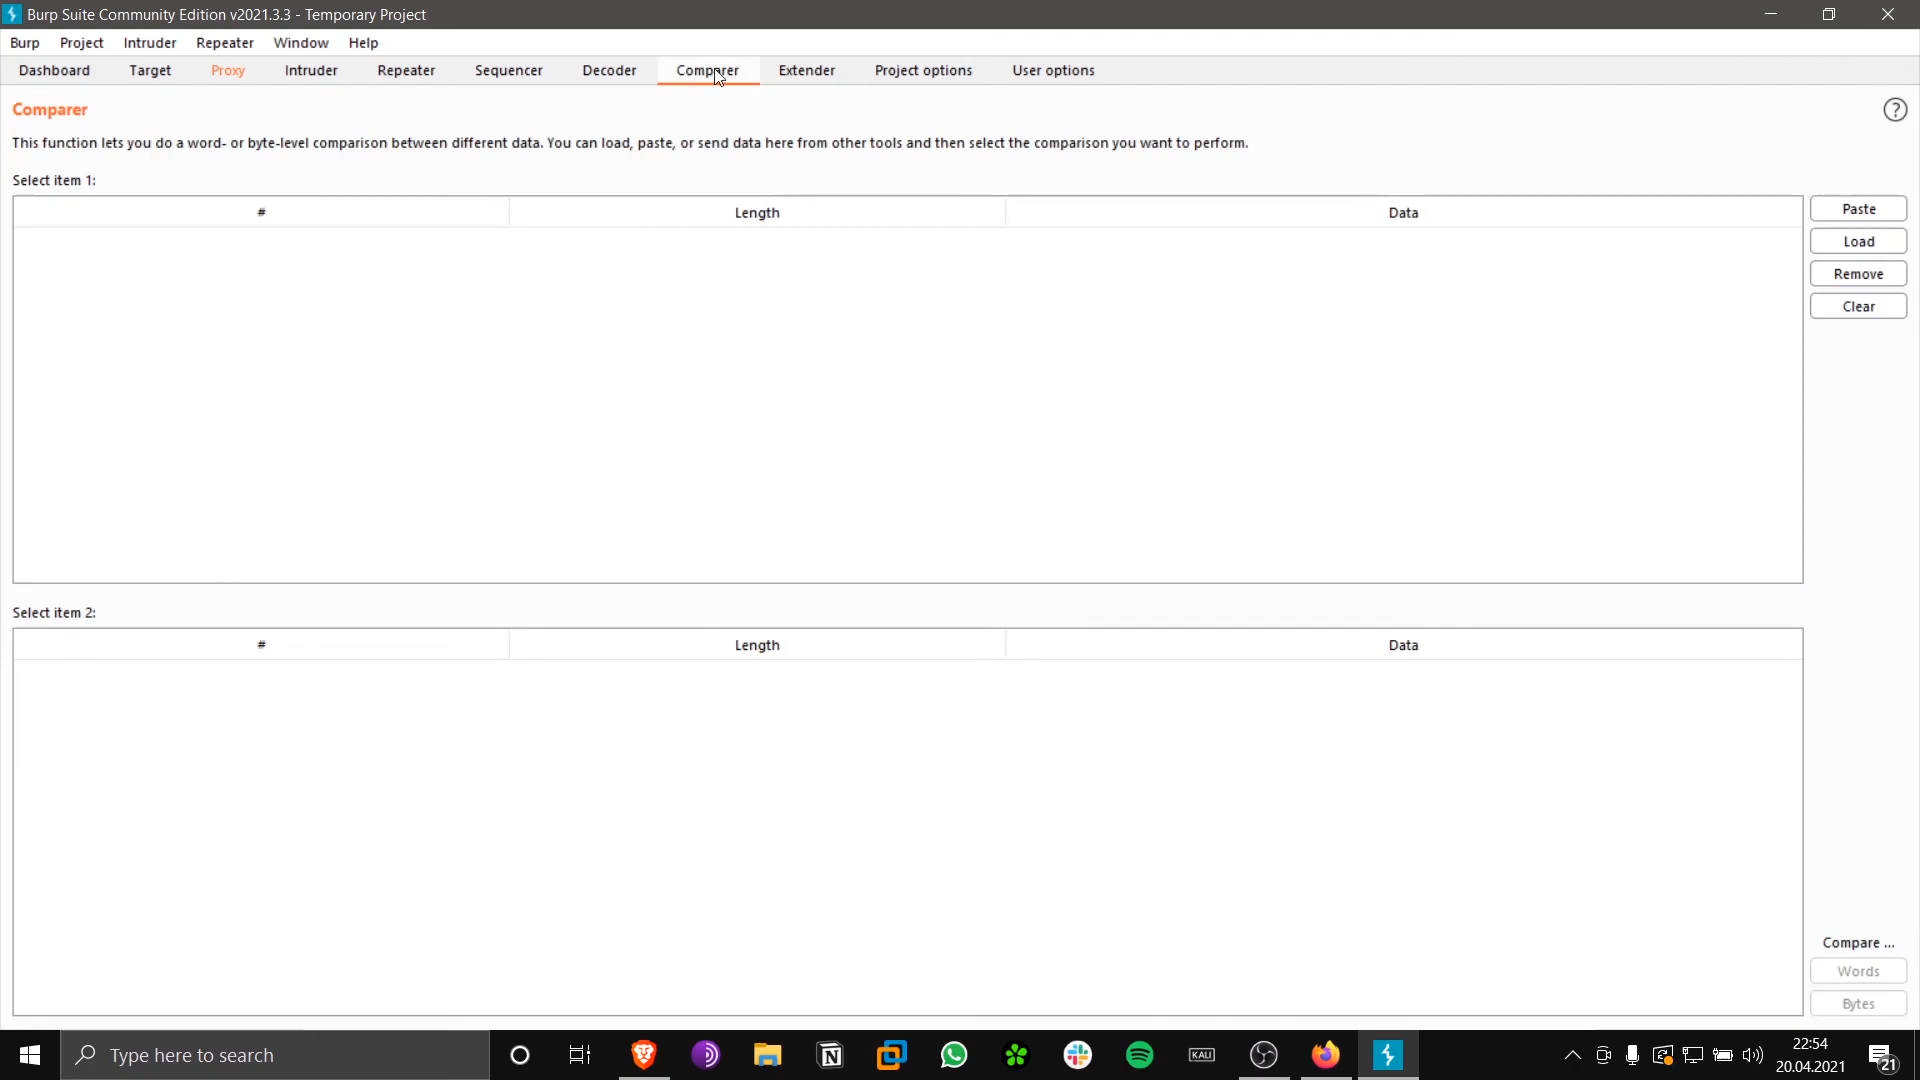 Burp Suite Community Edition v2021.3.3 - Temporary Project
Burp Project Intruder Repeater Window Help
Dashboard Target Proxy Intruder Repeater Sequencer Decoder Comparer Extender Project options User options
Comparer
?
This function lets you do a word- or byte-level comparison between different data. You can load, paste, or send data here from other tools and then select the comparison you want to perform.
Select item 1:
# Length Data
Paste
Load
Remove
Clear
Select item 2:
# Length Data
Compare ...
Words
Bytes
Type here to search
KALI
22:54
20.04.2021
21